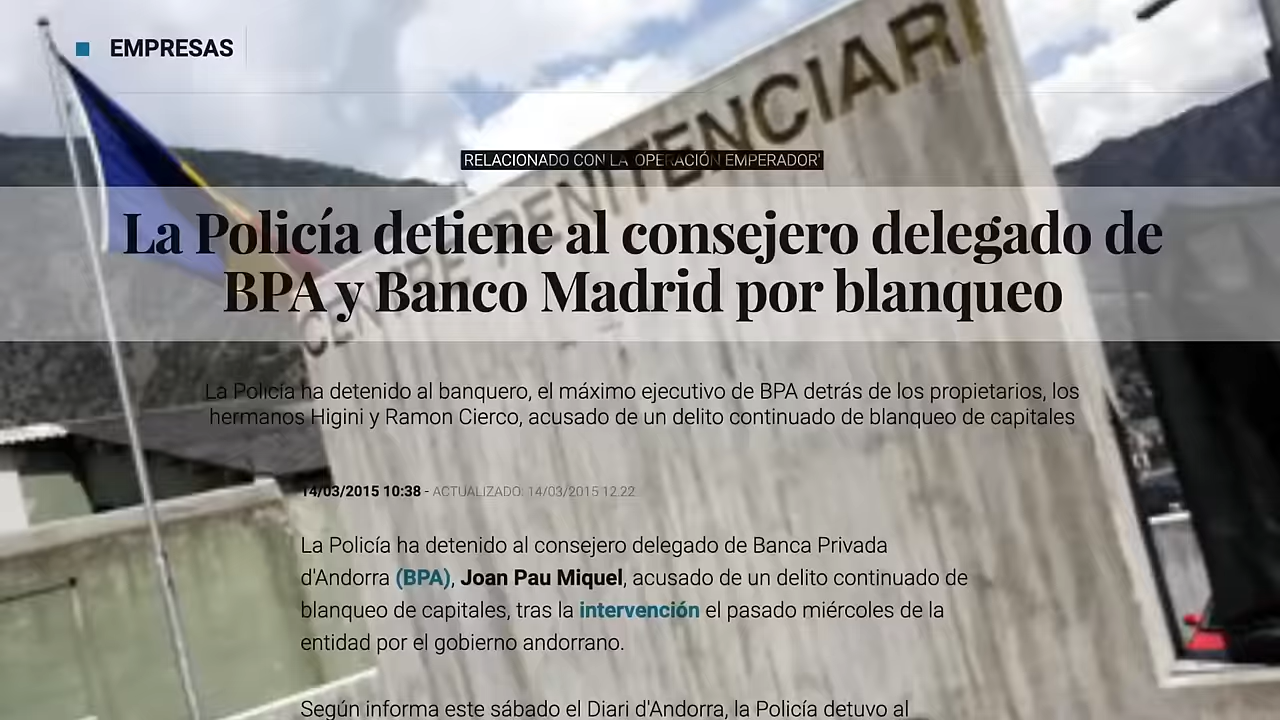 EMPRESAS
CENTRE PENITENCIARI
RELACIONADO CON LA 'OPERACIÓN EMPERADOR'
La Policía detiene al consejero delegado de
BPA y Banco Madrid por blanqueo
La Policía ha detenido al banquero, el máximo ejecutivo de BPA detrás de los propietarios, los
hermanos Higini y Ramon Cierco, acusado de un delito continuado de blanqueo de capitales
14/03/2015 10:38 - ACTUALIZADO: 14/03/2015 12:22
La Policía ha detenido al consejero delegado de Banca Privada
d'Andorra (BPA), Joan Pau Miquel, acusado de un delito continuado de
blanqueo de capitales, tras la intervención el pasado miércoles de la
entidad por el gobierno andorrano.
Según informa este sábado el Diari d'Andorra, la Policía detuvo al